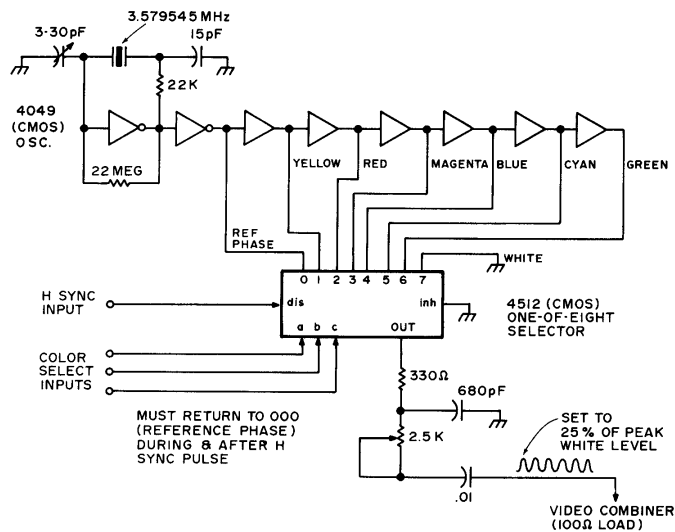 3.579545 MHz
3-30pF
15pF
22K
4049
(CMOS)
OSC.
22 MEG
YELLOW
RED
MAGENTA
BLUE
CYAN
GREEN
REF
PHASE
WHITE
0 1 2 3 4 5 6 7
H SYNC
INPUT
dis
inh
4512 (CMOS)
ONE-OF-EIGHT
SELECTOR
a b c
OUT
COLOR
SELECT
INPUTS
330Ω
680pF
MUST RETURN TO 000
(REFERENCE PHASE)
DURING & AFTER H
SYNC PULSE
2.5 K
SET TO
25% OF PEAK
WHITE LEVEL
.01
VIDEO COMBINER
(100Ω LOAD)